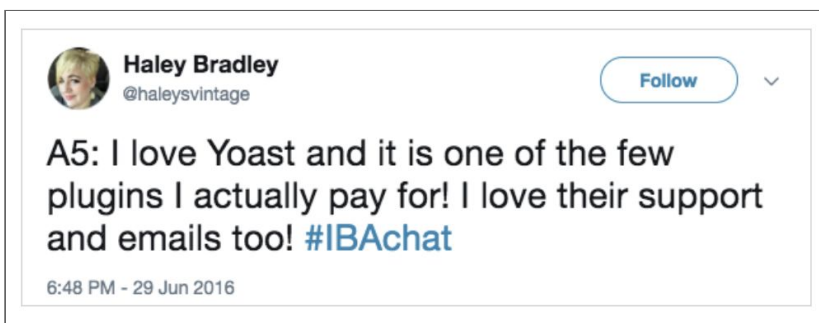 Haley Bradley
@haleysvintage
Follow
A5: I love Yoast and it is one of the few
plugins I actually pay for! I love their support
and emails too! #IBAchat
6:48 PM - 29 Jun 2016